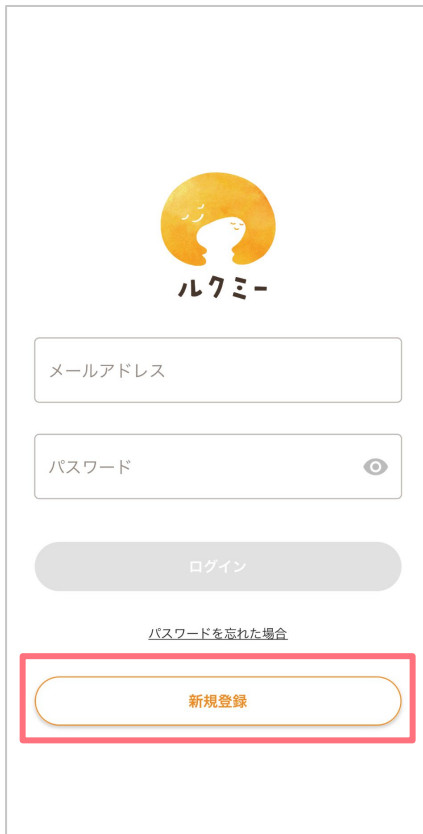 ルクミー
メールアドレス
パスワード
ログイン
パスワードを忘れた場合
新規登録